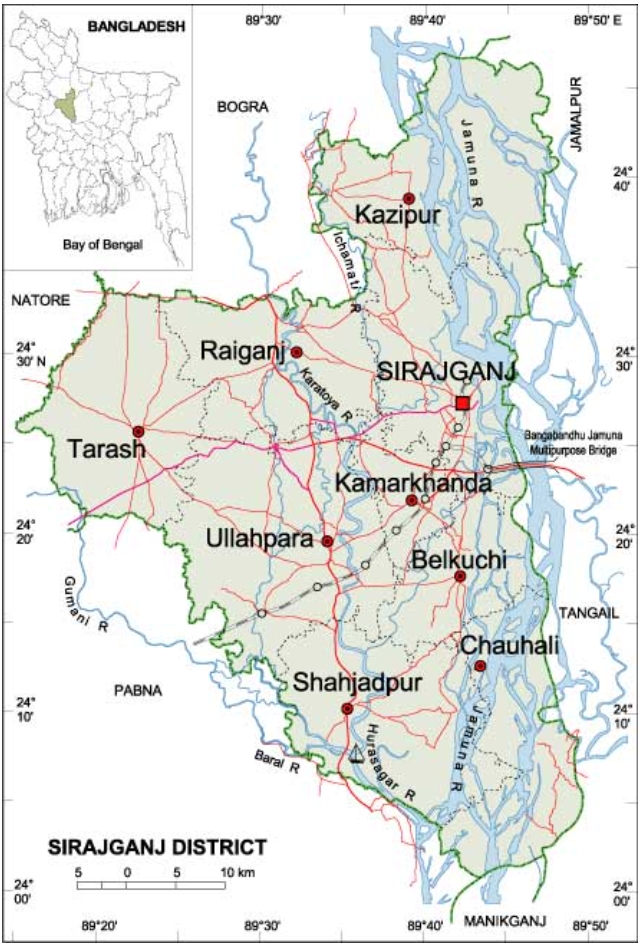 89°30'
89°40'
89°50' E
BANGLADESH
Bay of Bengal
BOGRA
JAMALPUR
Jamuna R
24°
40'
Kazipur
Ichamati R
NATORE
24°
30' N
24°
30'
Raiganj
SIRAJGANJ
Karatoya R
Tarash
Bangabandhu Jamuna
Multipurpose Bridge
Kamarkhanda
24°
20'
24°
20'
Ullahpara
Belkuchi
Gumani R
TANGAIL
Chauhali
PABNA
Shahjadpur
24°
10'
24°
10'
Jamuna R
Hurasagar R
Baral R
SIRAJGANJ DISTRICT
5 0 5 10 km
24°
00'
24°
00'
MANIKGANJ
89°20'
89°30'
89°40'
89°50'